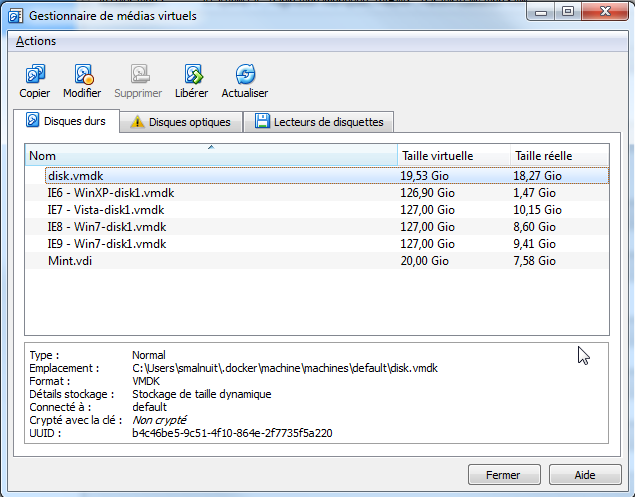 Gestionnaire de médias virtuels
Actions
Copier Modifier Supprimer Libérer Actualiser
Disques durs Disques optiques Lecteurs de disquettes
Nom Taille virtuelle Taille réelle
disk.vmdk 19,53 Gio 18,27 Gio
IE6 - WinXP-disk1.vmdk 126,90 Gio 1,47 Gio
IE7 - Vista-disk1.vmdk 127,00 Gio 10,15 Gio
IE8 - Win7-disk1.vmdk 127,00 Gio 8,60 Gio
IE9 - Win7-disk1.vmdk 127,00 Gio 9,41 Gio
Mint.vdi 20,00 Gio 7,58 Gio
Type : Normal
Emplacement : C:\Users\smalnuit\.docker\machine\machines\default\disk.vmdk
Format : VMDK
Détails stockage : Stockage de taille dynamique
Connecté à : default
Crypté avec la clé : Non crypté
UUID : b4c46be5-9c51-4f10-864e-2f7735f5a220
Fermer Aide